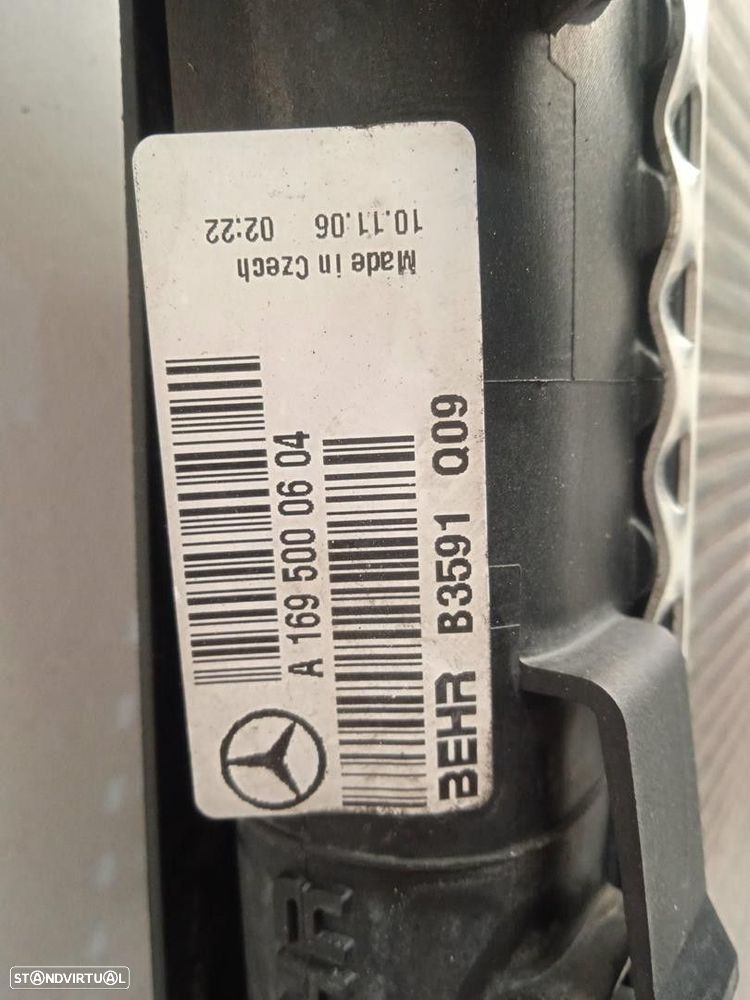 Made in Czech
10.11.06 02:22
A 169 500 06 04
BEHR B3591 Q09
STANDVIRTUAL